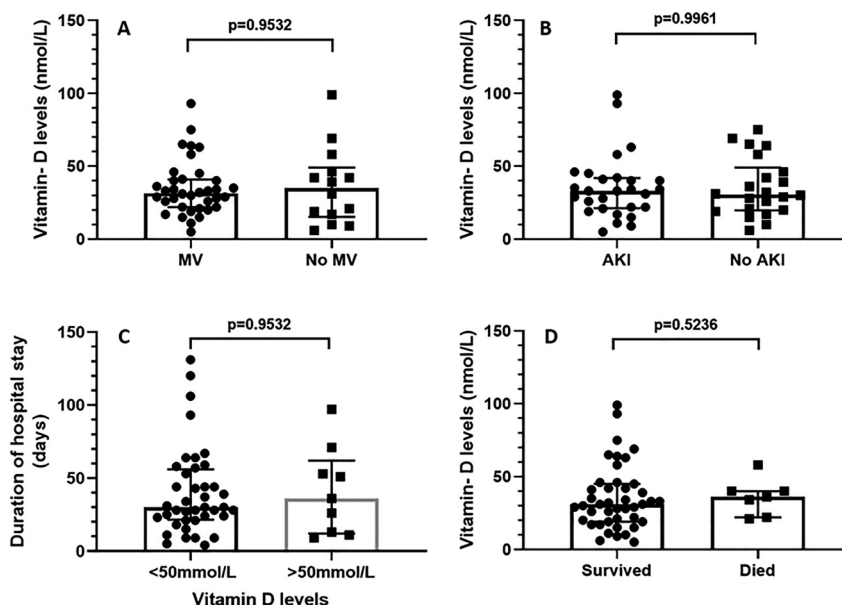 A
p=0.9532
Vitamin- D levels (nmol/L)
150
100
50
0
MV
No MV
B
p=0.9961
Vitamin- D levels (nmol/L)
150
100
50
0
AKI
No AKI
C
p=0.9532
Duration of hospital stay
(days)
150
100
50
0
<50mmol/L
>50mmol/L
Vitamin D levels
D
p=0.5236
Vitamin- D levels (nmol/L)
150
100
50
0
Survived
Died